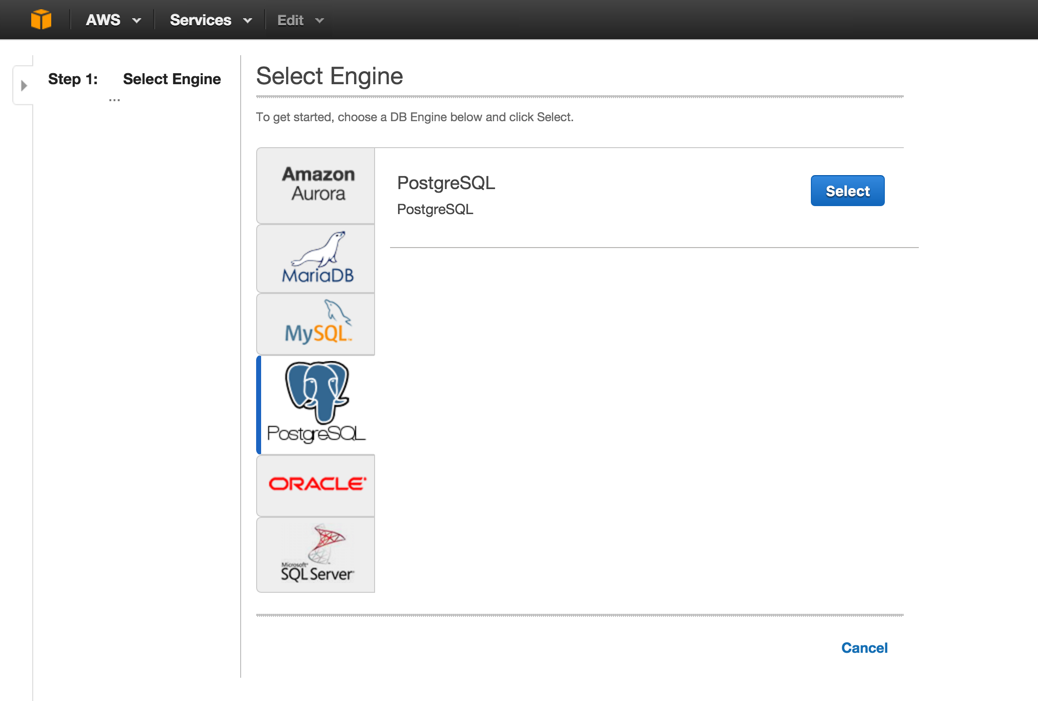 AWS Services Edit
Step 1: Select Engine
...
Select Engine
To get started, choose a DB Engine below and click Select.
Amazon
Aurora
MariaDB
MySQL
PostgreSQL
ORACLE
Microsoft
SQL Server
PostgreSQL
PostgreSQL
Select
Cancel